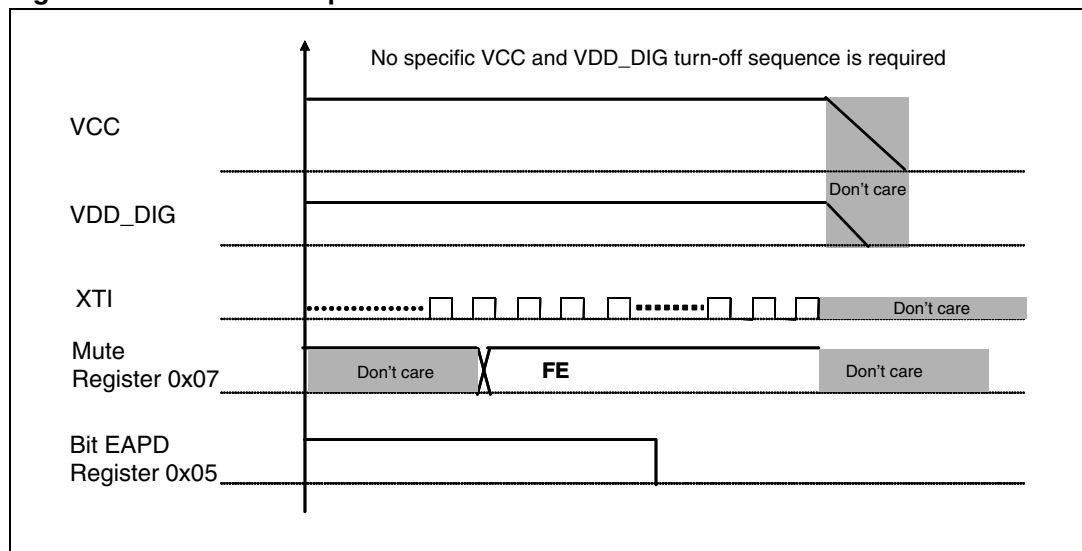 No specific VCC and VDD_DIG turn-off sequence is required
VCC
Don't care
VDD_DIG
XTI
Don't care
Mute
Register 0x07
Don't care
FE
Don't care
Bit EAPD
Register 0x05